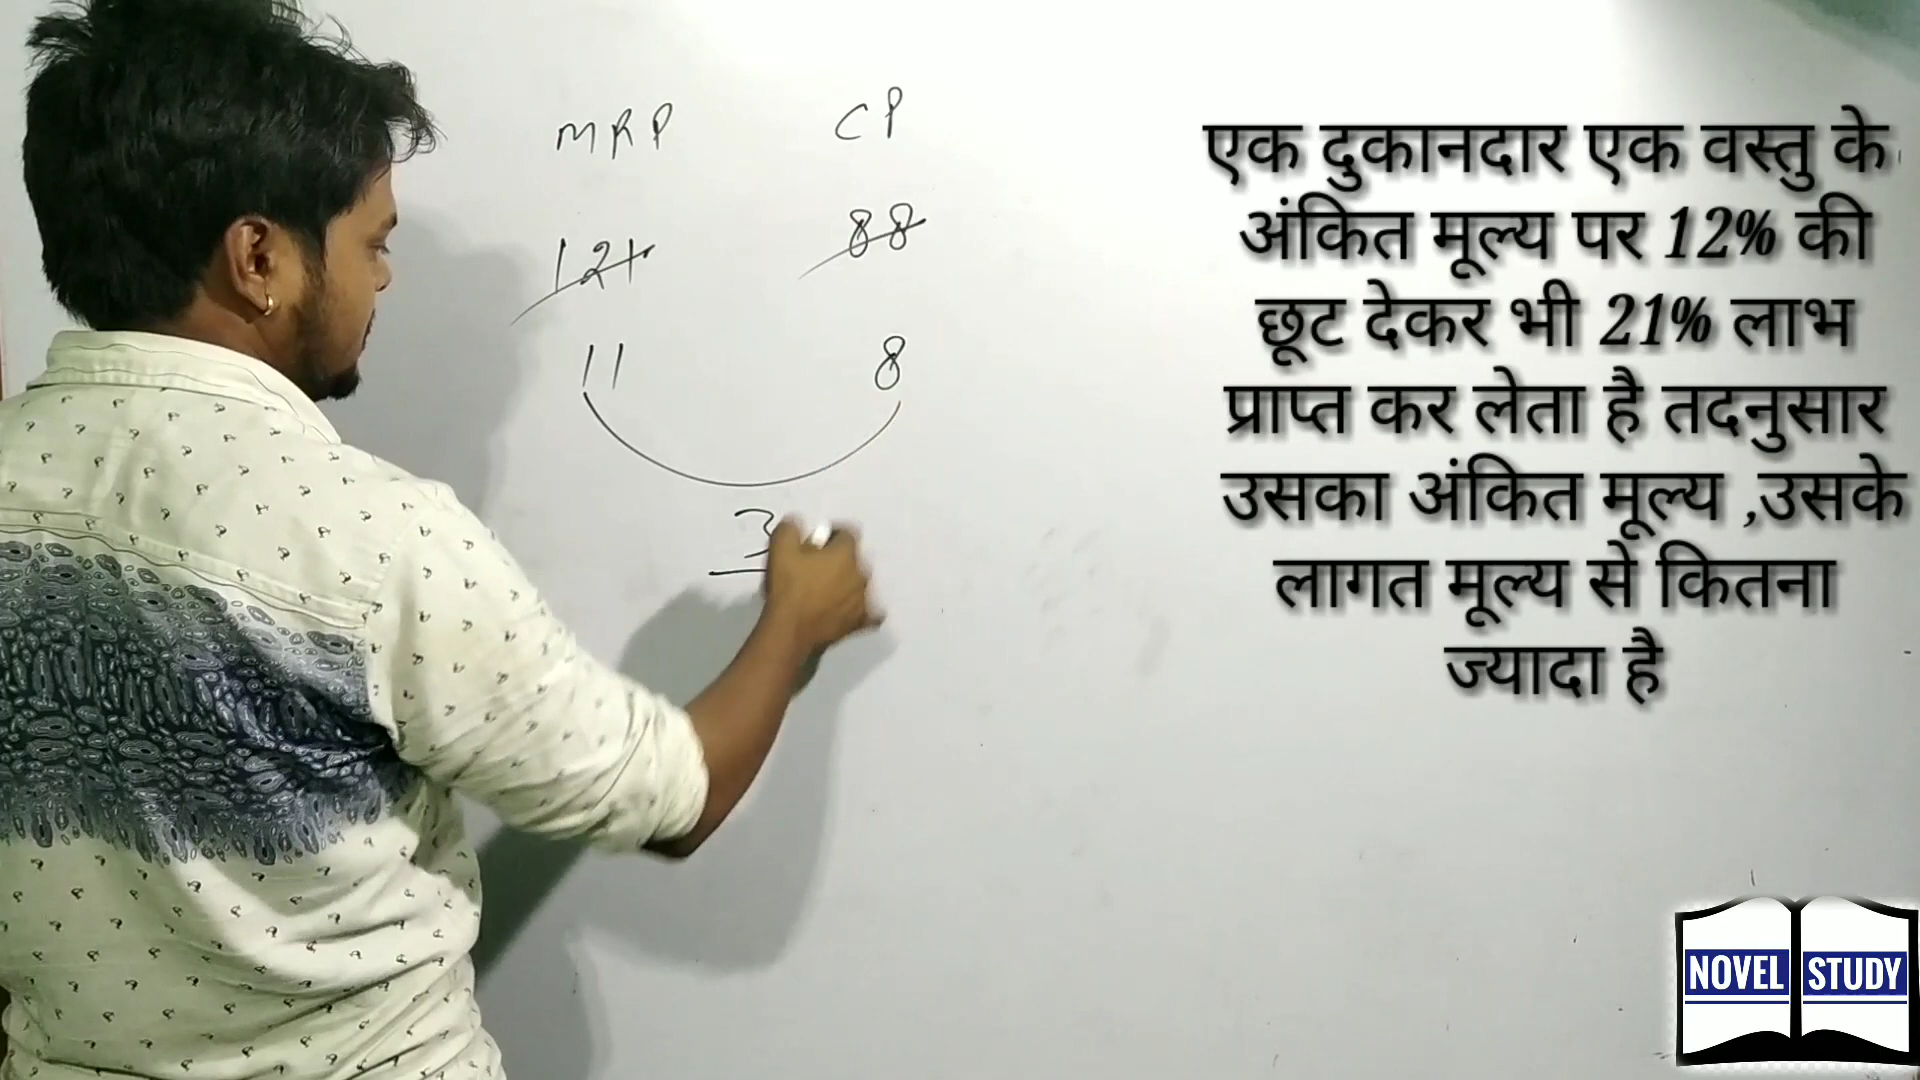 MRP CP
121 88
11 8
3
एक दुकानदार एक वस्तु के
अंकित मूल्य पर 12% की
छूट देकर भी 21% लाभ
प्राप्त कर लेता है तदनुसार
उसका अंकित मूल्य ,उसके
लागत मूल्य से कितना
ज्यादा है
NOVEL STUDY